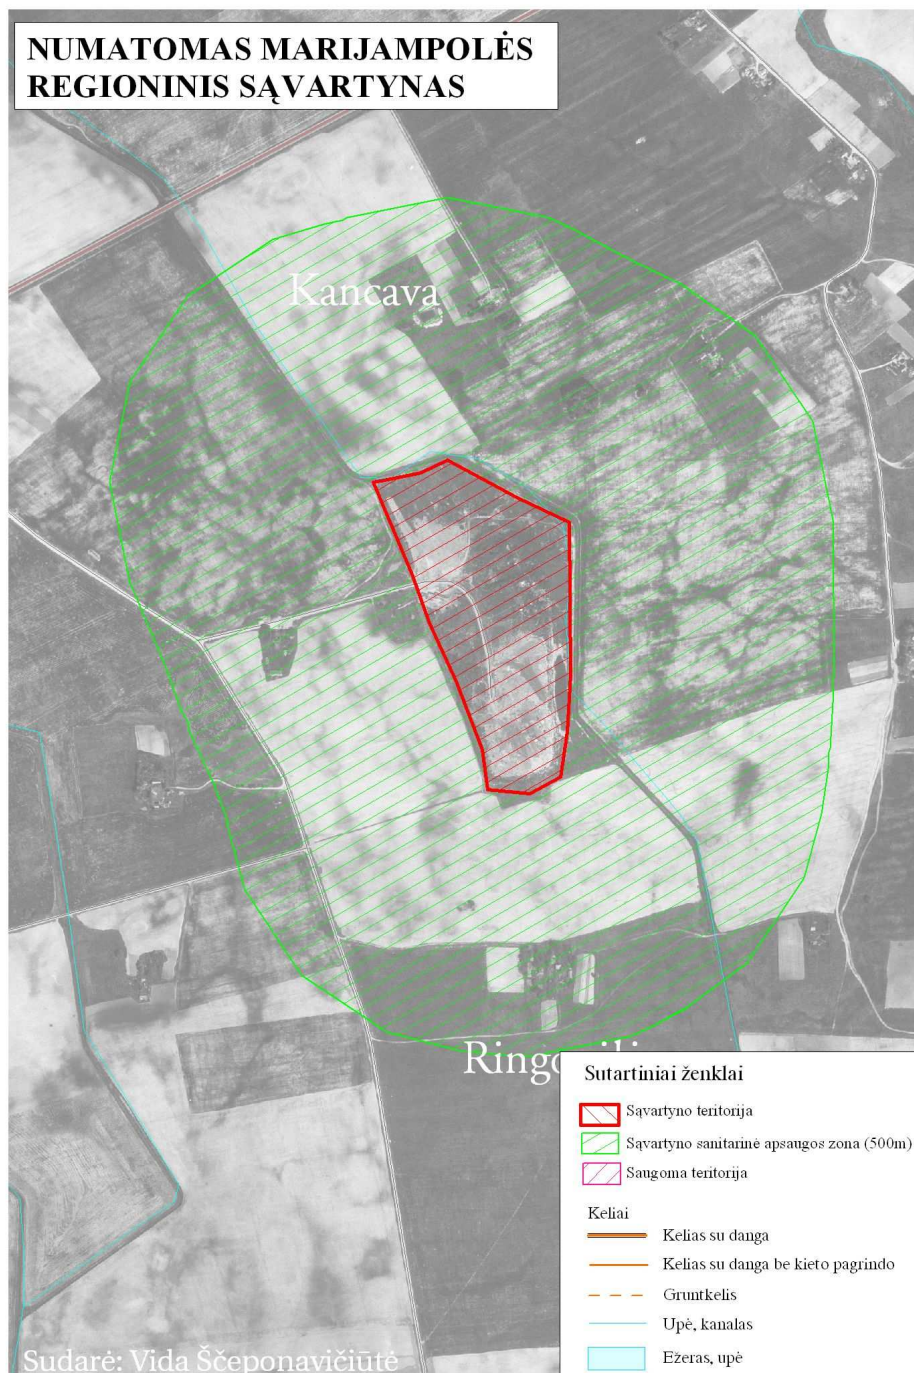 NUMATOMAS MARIJAMPOLĖS
REGIONINIS SĄVARTYNAS
Kancava
Sutartiniai ženklai
Sąvartyno teritorija
Sąvartyno sanitarinė apsaugos zona (500m)
Saugoma teritorija
Keliai
Kelias su danga
Kelias su danga be kieto pagrindo
Gruntkelis
Upė, kanalas
Ežeras, upė
Sudarė: Vida Ščeponavičiūtė